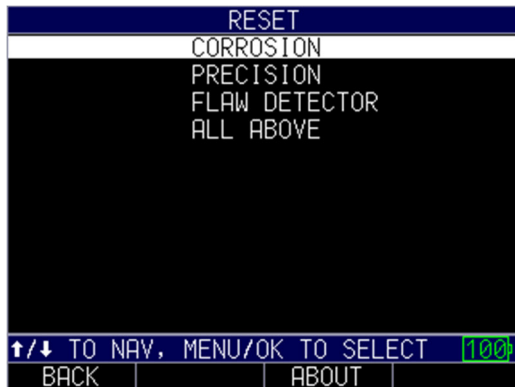 RESET
CORROSION
PRECISION
FLAW DETECTOR
ALL ABOVE
↑/↓ TO NAV, MENU/OK TO SELECT 100
BACK ABOUT